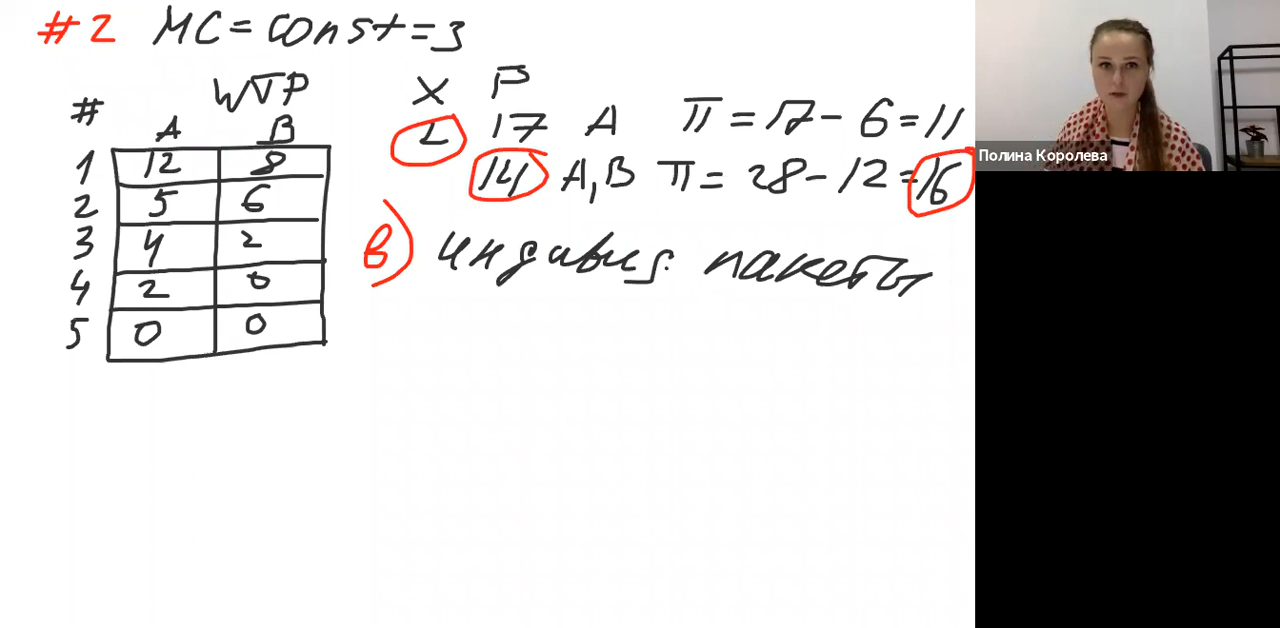 #2 MC = const = 3
WTP
# A B
1 12 8
2 5 6
3 4 2
4 2 0
5 0 0
X P
2 17 A π = 17 - 6 = 11
14 A, B π = 28 - 12 = 16
в) индивид. пакеты
Полина Королева